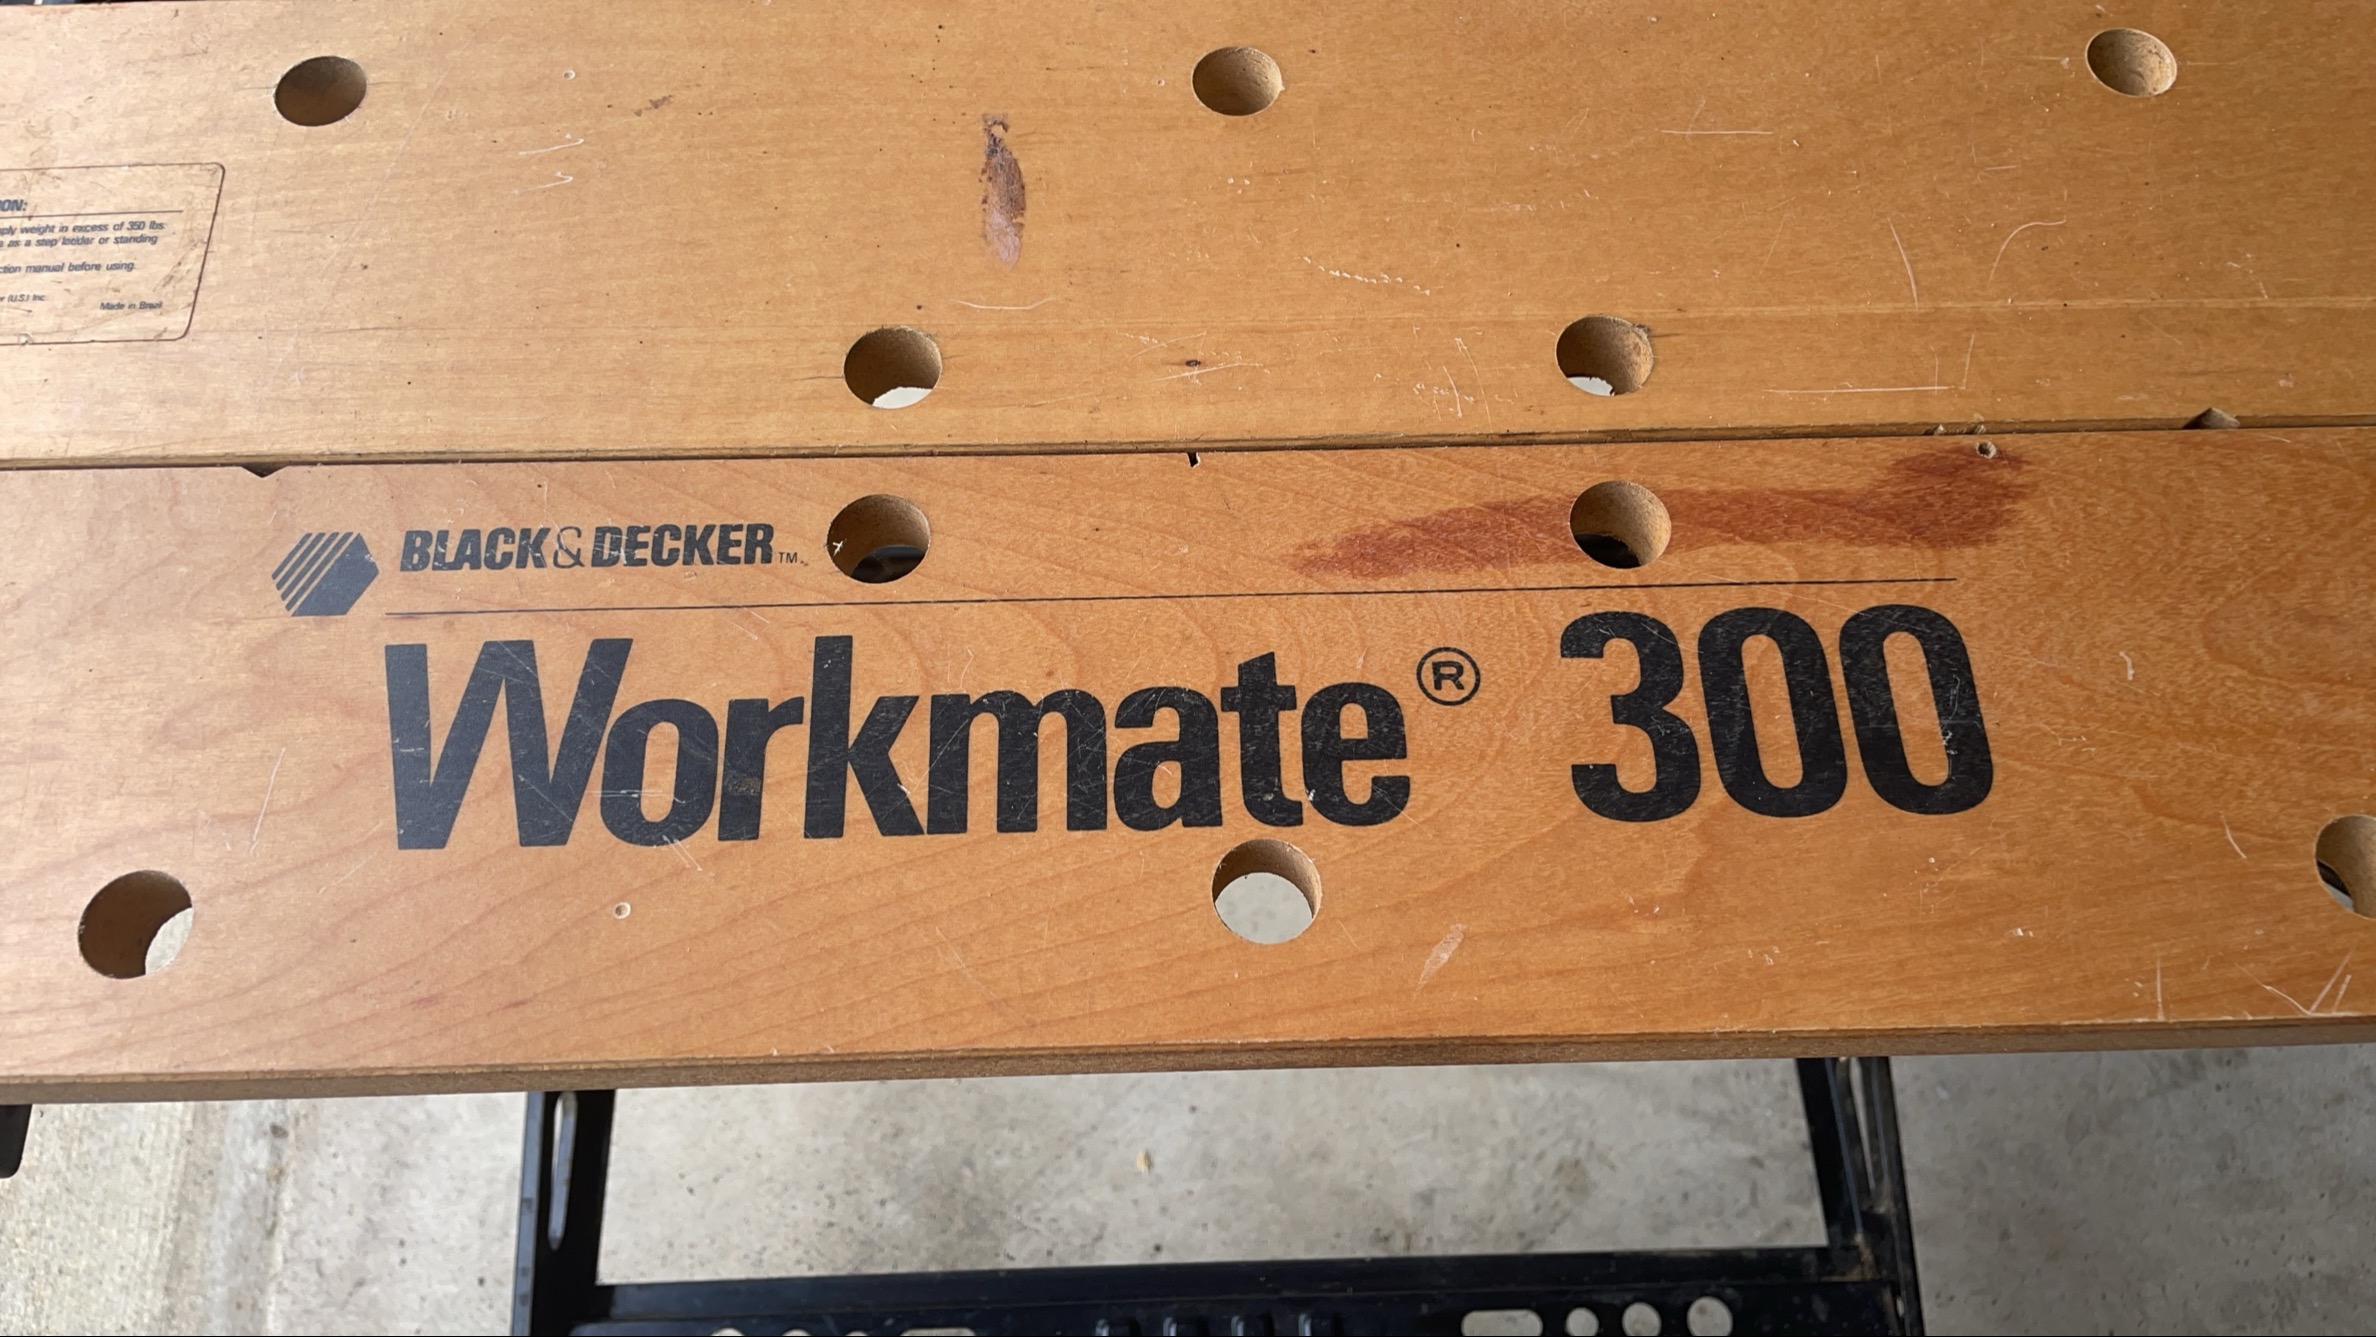 ON:
ply weight in excess of 350 lbs.
as a step ladder or standing
ction manual before using.
r (U.S.) Inc.
Made in Brazil
BLACK & DECKER™
Workmate® 300